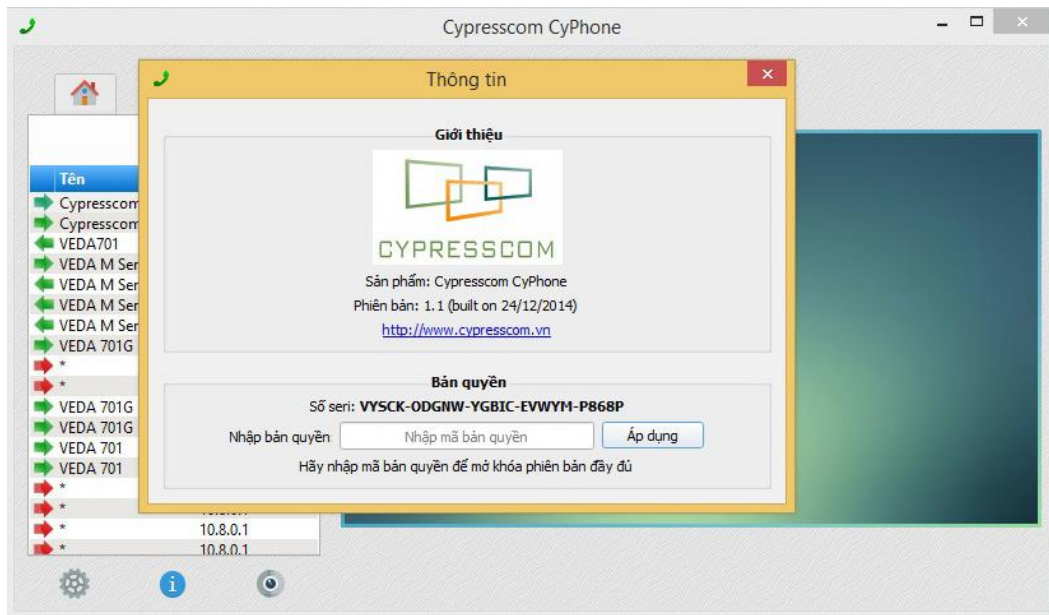 Cypresscom CyPhone
Thông tin
Giới thiệu
CYPRESSCOM
Sản phẩm: Cypresscom CyPhone
Phiên bản: 1.1 (built on 24/12/2014)
http://www.cypresscom.vn
Bản quyền
Số seri: VYSCK-ODGNW-YGBIC-EVWYM-P868P
Nhập bản quyền: Nhập mã bản quyền Áp dụng
Hãy nhập mã bản quyền để mở khóa phiên bản đầy đủ
Tên
Cypresscom
Cypresscom
VEDA701
VEDA M Ser
VEDA M Ser
VEDA M Ser
VEDA M Ser
VEDA 701G
*
*
VEDA 701G
VEDA 701G
VEDA 701
VEDA 701
*
*
* 10.8.0.1
* 10.8.0.1